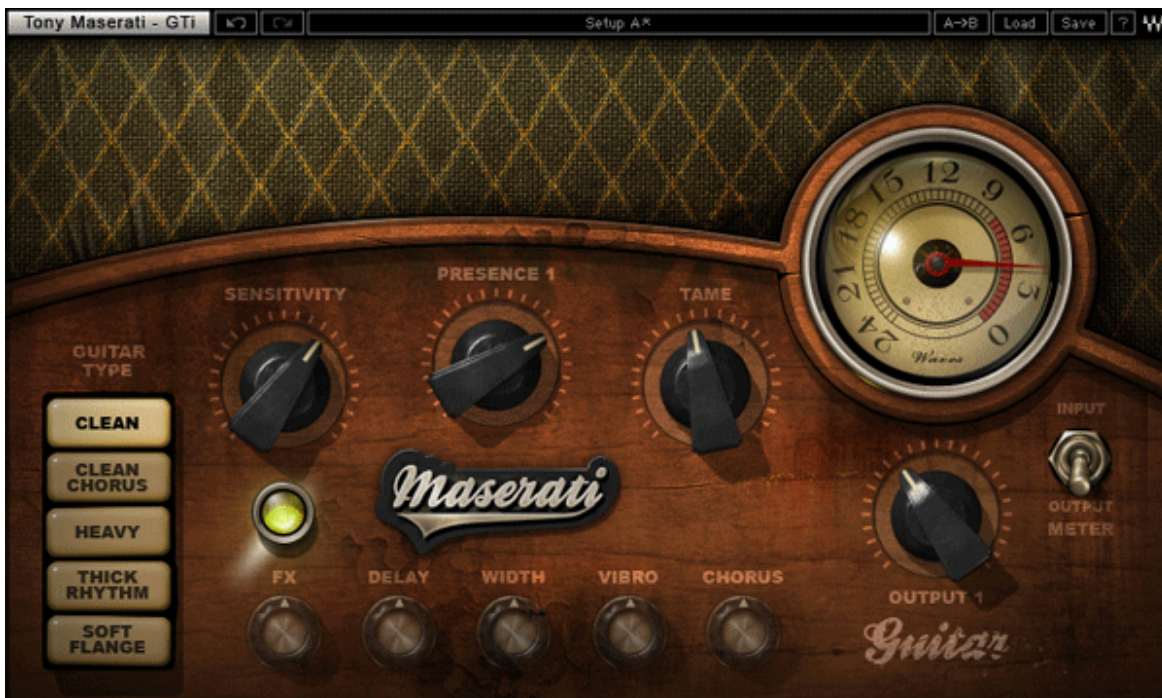 Tony Maserati - GTi
Setup A*
A→B
Load
Save
?
12
15
9
18
6
21
3
24
0
Waves
PRESENCE 1
SENSITIVITY
TAME
GUITAR
TYPE
CLEAN
CLEAN
CHORUS
HEAVY
THICK
RHYTHM
SOFT
FLANGE
Maserati
INPUT
OUTPUT
METER
FX
DELAY
WIDTH
VIBRO
CHORUS
OUTPUT 1
Guitar